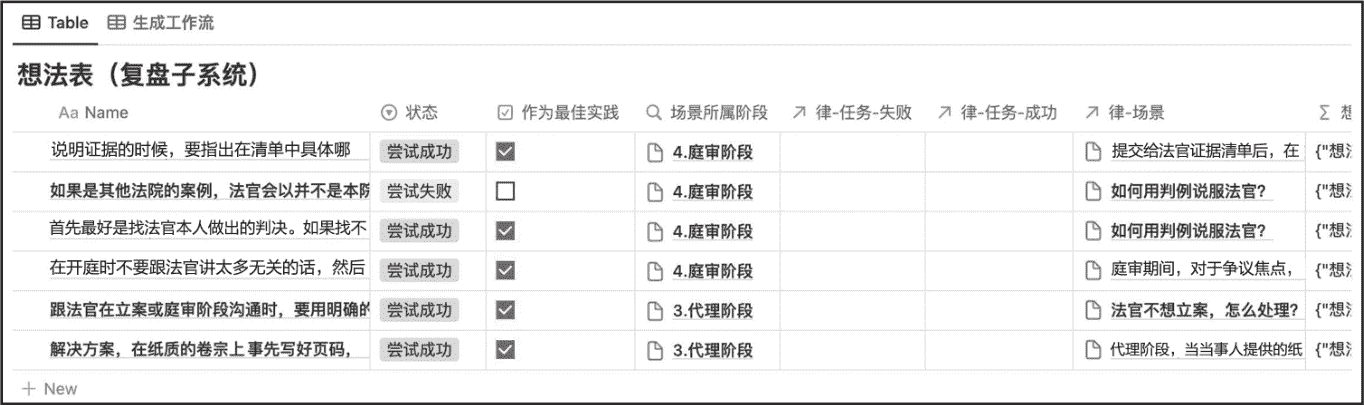 Table 生成工作流
想法表（复盘子系统）
Aa Name 状态 作为最佳实践 场景所属阶段 律-任务-失败 律-任务-成功 律-场景 Σ 想
说明证据的时候，要指出在清单中具体哪 尝试成功 4.庭审阶段 提交给法官证据清单后，在 {"想法
如果是其他法院的案例，法官会以并不是本院 尝试失败 4.庭审阶段 如何用判例说服法官？ {"想法
首先最好是找法官本人做出的判决。如果找不 尝试成功 4.庭审阶段 如何用判例说服法官？ {"想法
在开庭时不要跟法官讲太多无关的话，然后 尝试成功 4.庭审阶段 庭审期间，对于争议焦点， {"想法
跟法官在立案或庭审阶段沟通时，要用明确的 尝试成功 3.代理阶段 法官不想立案，怎么处理？ {"想法
解决方案，在纸质的卷宗上事先写好页码， 尝试成功 3.代理阶段 代理阶段，当当事人提供的纸 {"想法
+ New